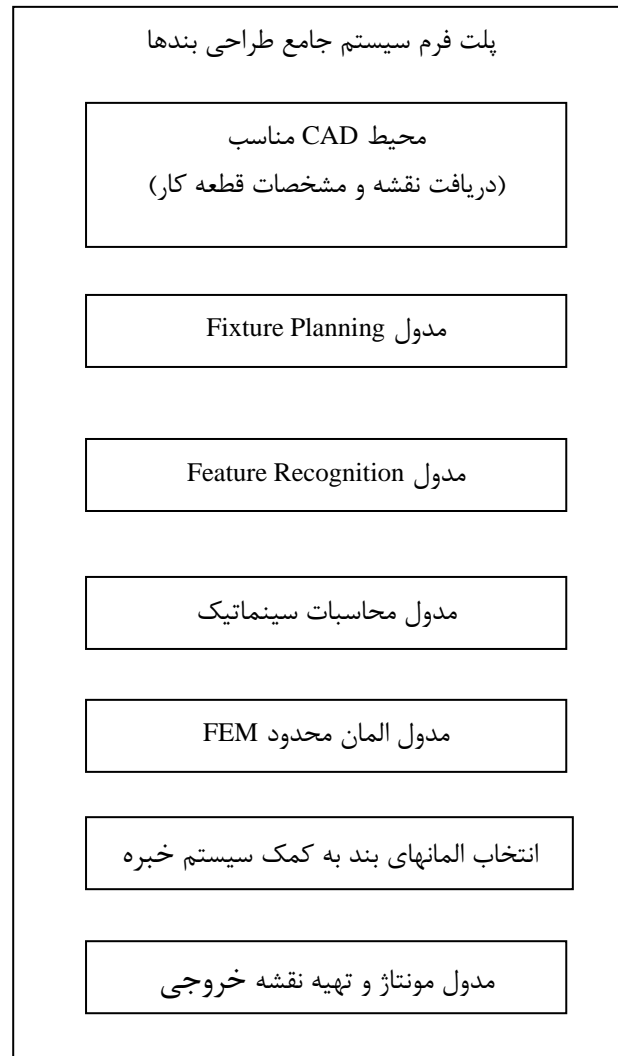 پلت فرم سیستم جامع طراحی بندها
محیط CAD مناسب
(دریافت نقشه و مشخصات قطعه کار)
مدول Fixture Planning
مدول Feature Recognition
مدول محاسبات سینماتیک
مدول المان محدود FEM
انتخاب المانهای بند به کمک سیستم خبره
مدول مونتاژ و تهیه نقشه خروجی